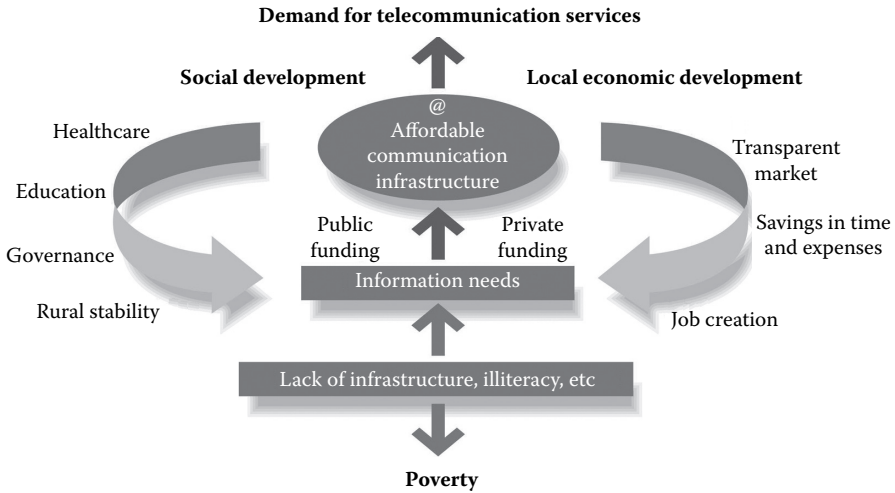 Demand for telecommunication services
Social development
Local economic development
@
Affordable
communication
infrastructure
Healthcare
Education
Governance
Rural stability
Transparent
market
Savings in time
and expenses
Job creation
Public
funding
Private
funding
Information needs
Lack of infrastructure, illiteracy, etc
Poverty